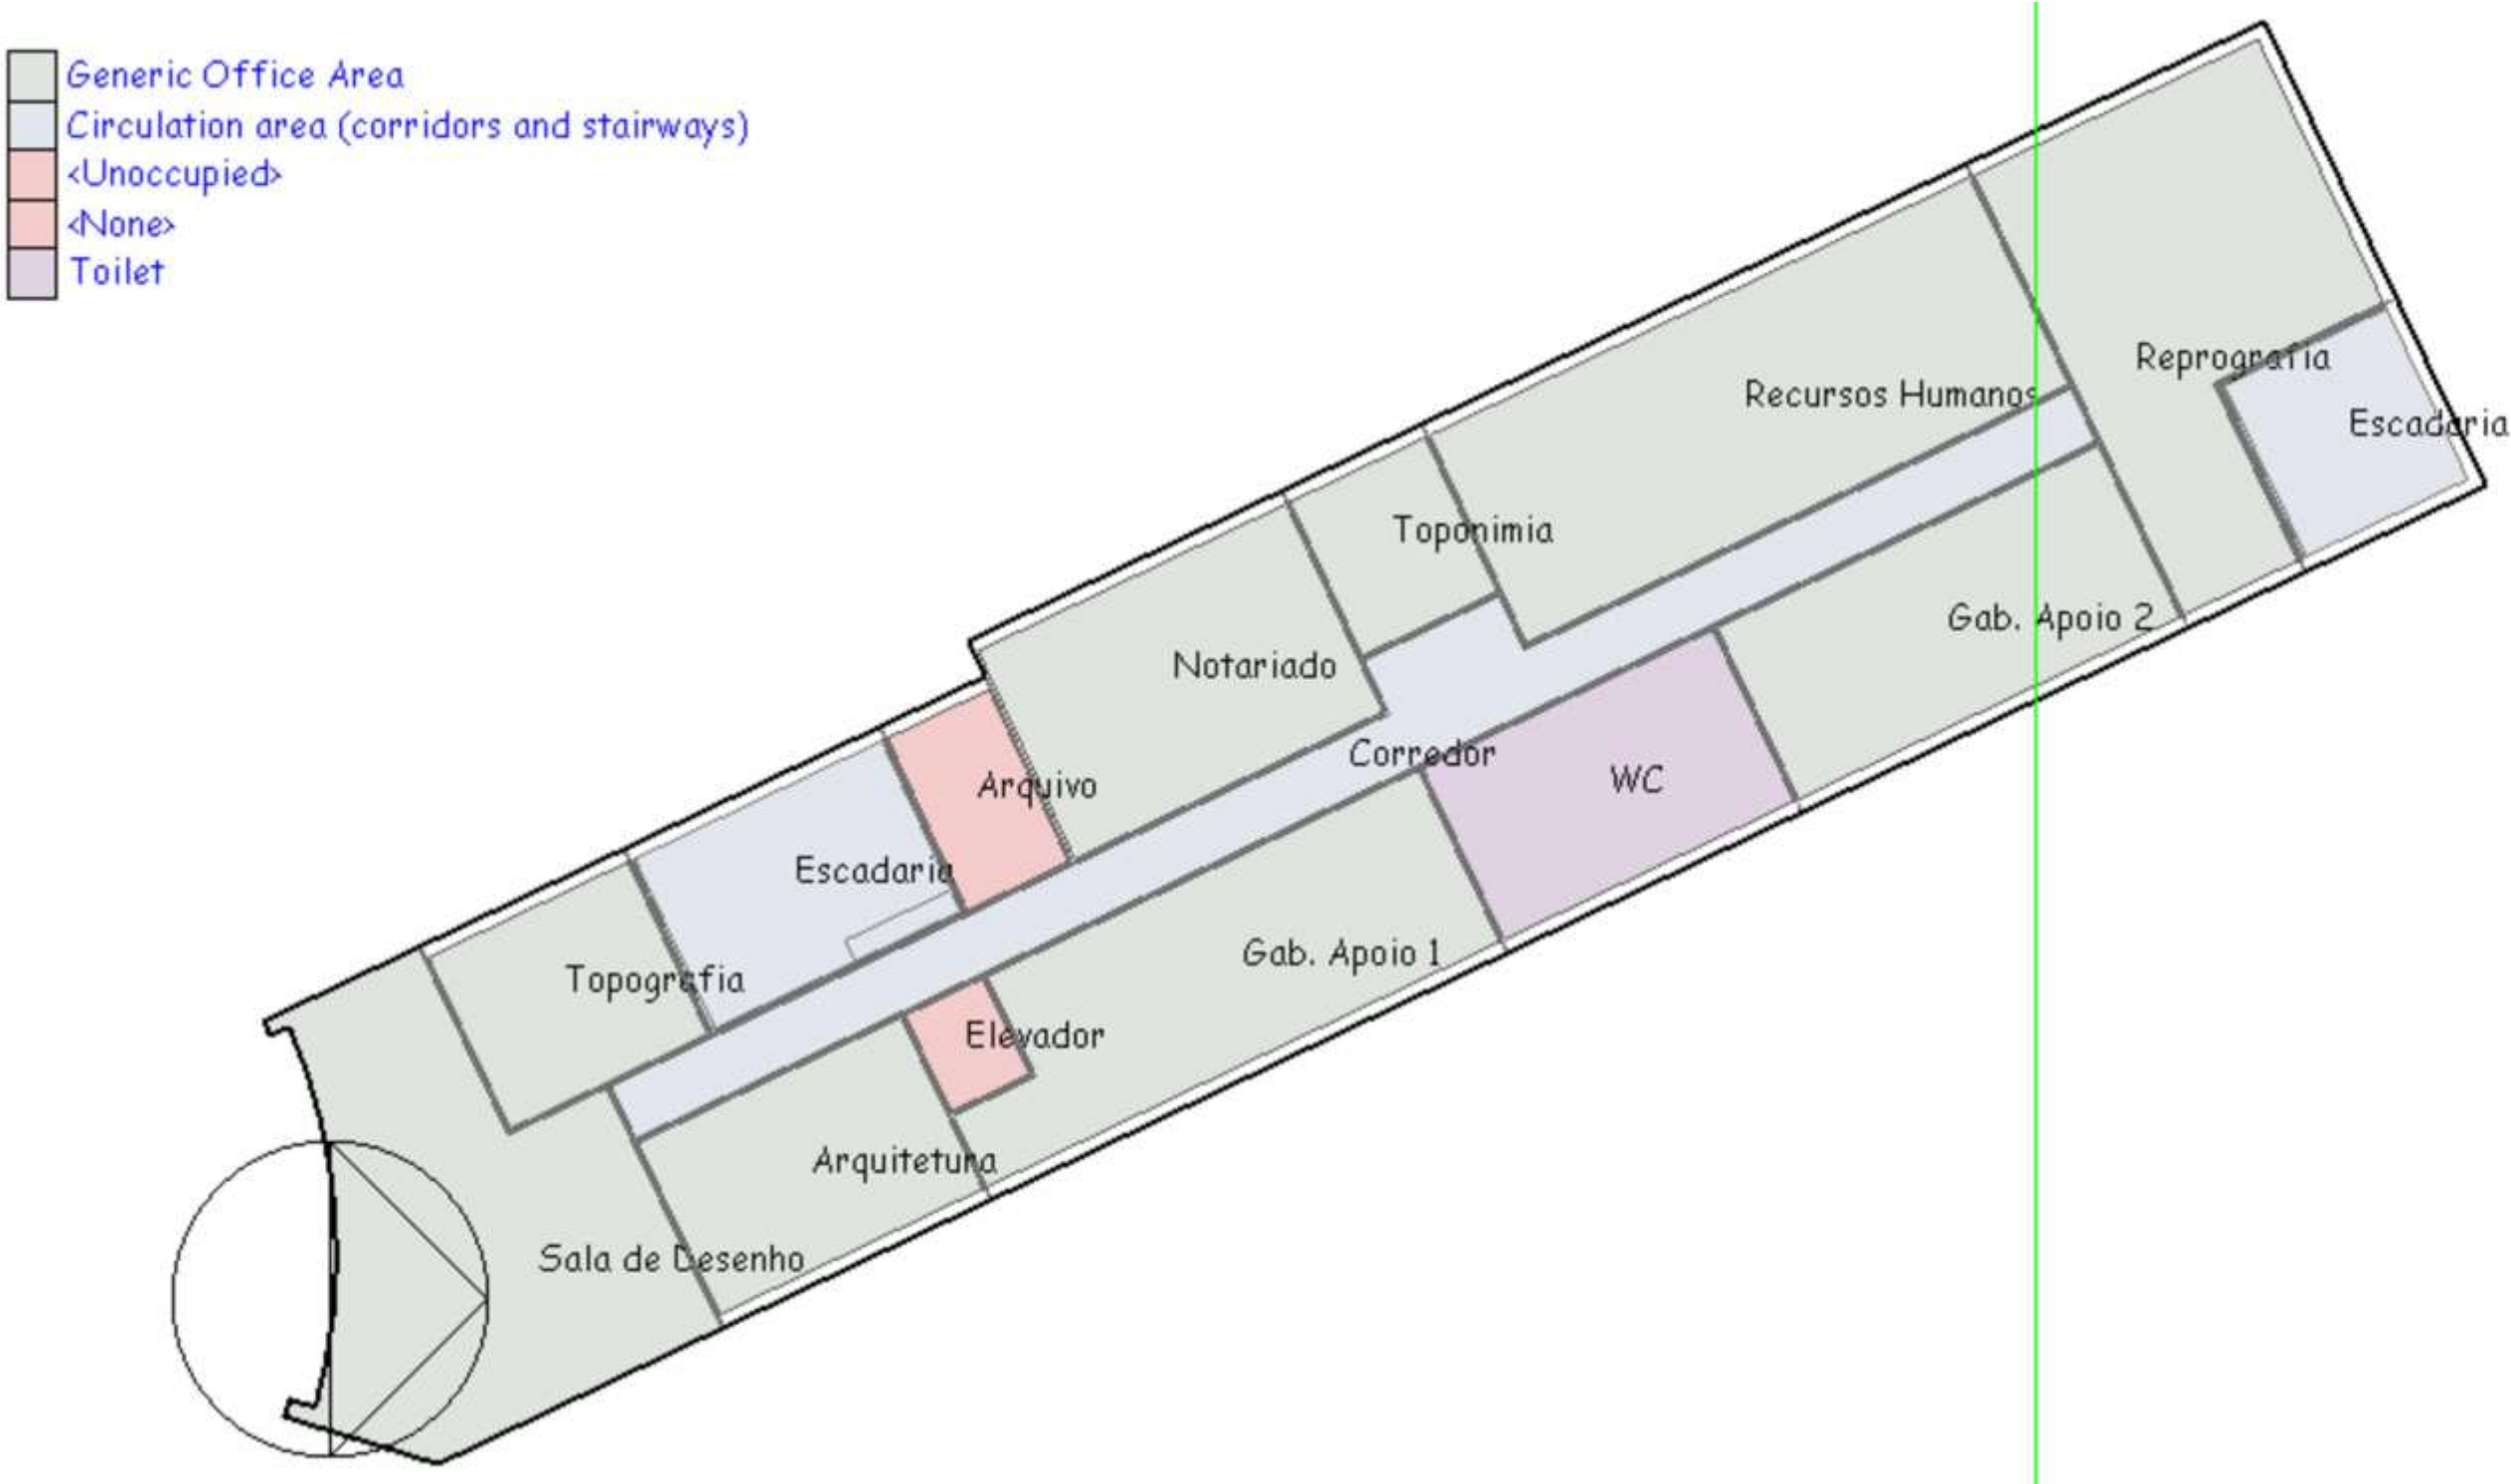 Generic Office Area
Circulation area (corridors and stairways)
<Unoccupied>
<None>
Toilet
Reprografia
Recursos Humanos
Escadaria
Toponimia
Gab. Apoio 2
Notariado
Corredor
WC
Arquivo
Escadaria
Gab. Apoio 1
Topografia
Elevador
Arquitetura
Sala de Desenho